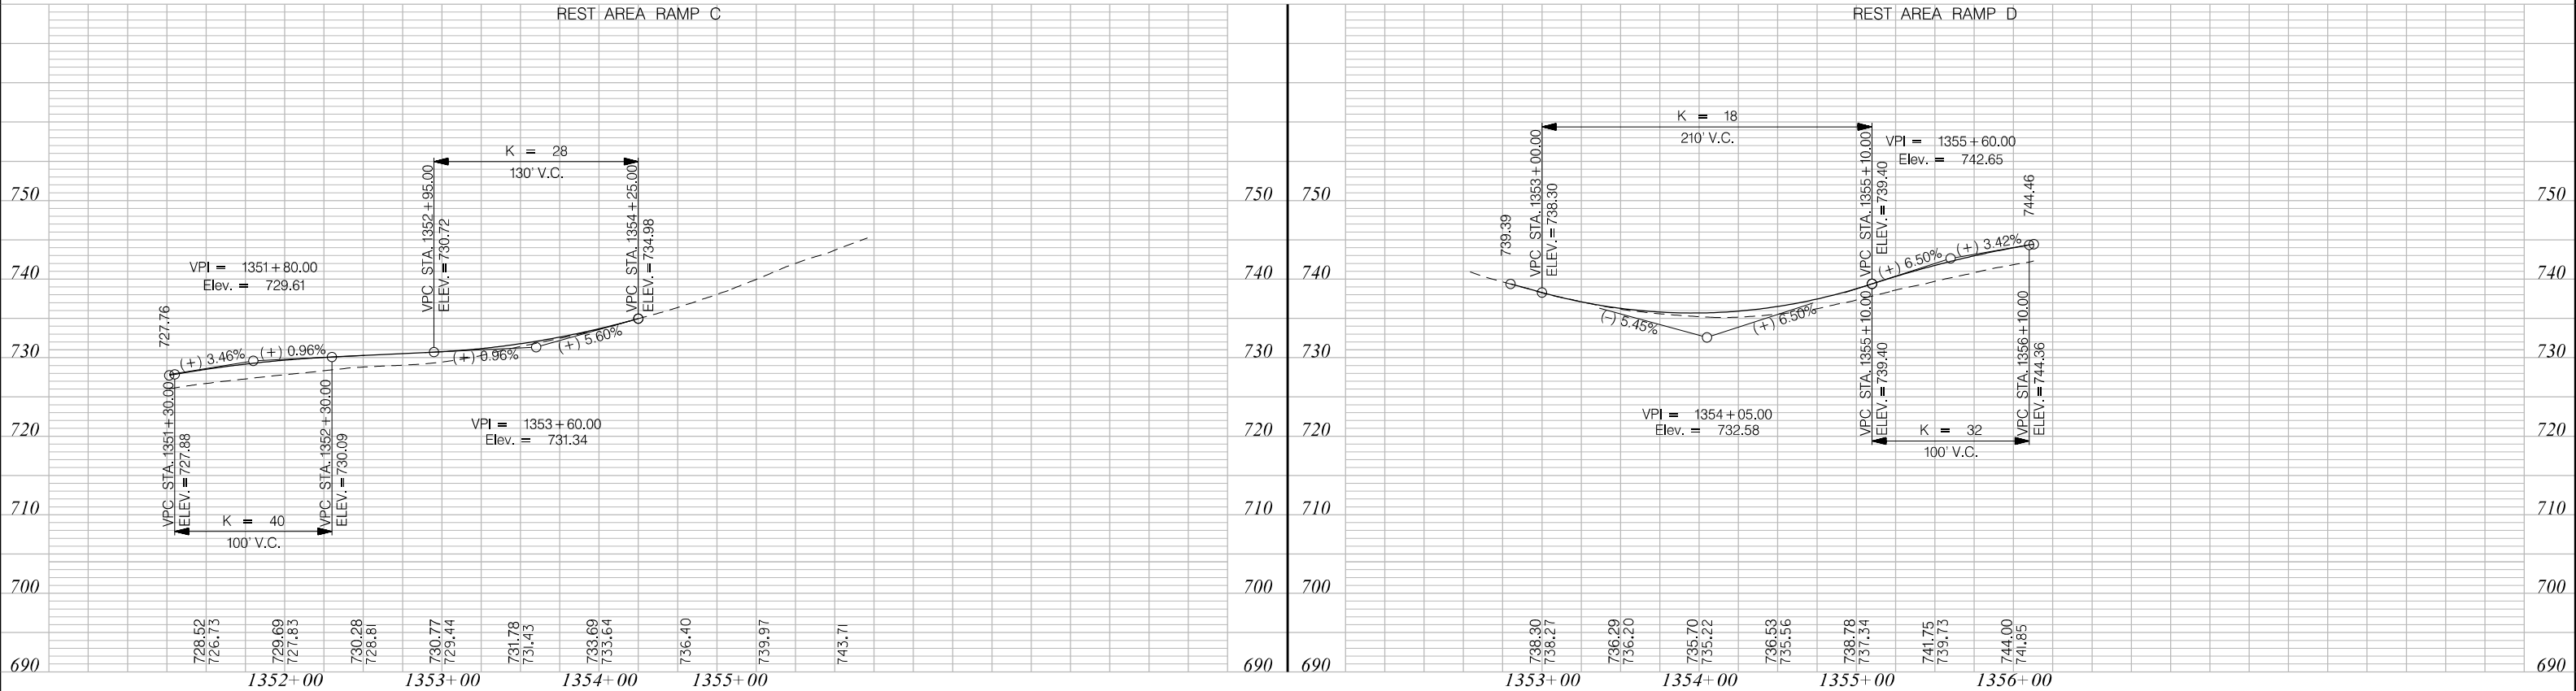 REST AREA RAMP C
K = 28
130' V.C.
VPC STA. 1352+95.00
ELEV.=730.72
VPC STA. 1354+25.00
ELEV.=734.98
VPI = 1351+80.00
Elev. = 729.61
727.76
(+) 3.46%
(+) 0.96%
(+) 0.96%
(+) 5.60%
VPI = 1353+60.00
Elev. = 731.34
VPC STA. 1351+30.00
ELEV.=727.88
VPC STA. 1352+30.00
ELEV.=730.09
K = 40
100' V.C.
750 750
740 740
730 730
720 720
710 710
700 700
690 690
728.52 726.73
729.69 727.83
730.28 728.81
730.77 729.44
731.78 731.43
733.69 733.64
736.40
739.97
743.71
1352+00 1353+00 1354+00 1355+00
REST AREA RAMP D
K = 18
210' V.C.
VPC STA. 1353+00.00
ELEV.=738.30
VPC STA. 1355+10.00
ELEV.=739.40
VPI = 1355+60.00
Elev. = 742.65
739.39
744.46
(-) 5.45%
(+) 6.50%
(+) 6.50%
(+) 3.42%
VPI = 1354+05.00
Elev. = 732.58
VPC STA. 1355+10.00
ELEV.=739.40
VPC STA. 1356+10.00
ELEV.=744.36
K = 32
100' V.C.
750 750
740 740
730 730
720 720
710 710
700 700
690 690
738.30 738.27
736.29 736.20
735.70 735.22
736.53 735.56
738.78 737.34
741.75 739.73
744.00 741.85
1353+00 1354+00 1355+00 1356+00